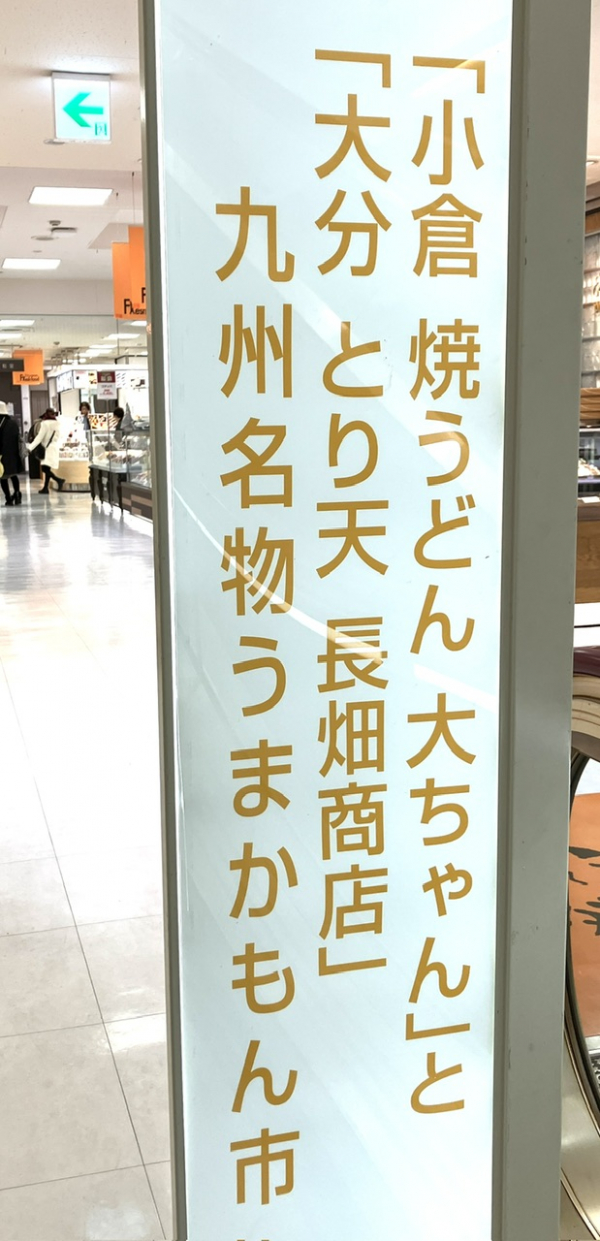 「小倉 焼うどん 大ちゃん」と
「大分 とり天 長畑商店」
九州名物うまかもん市